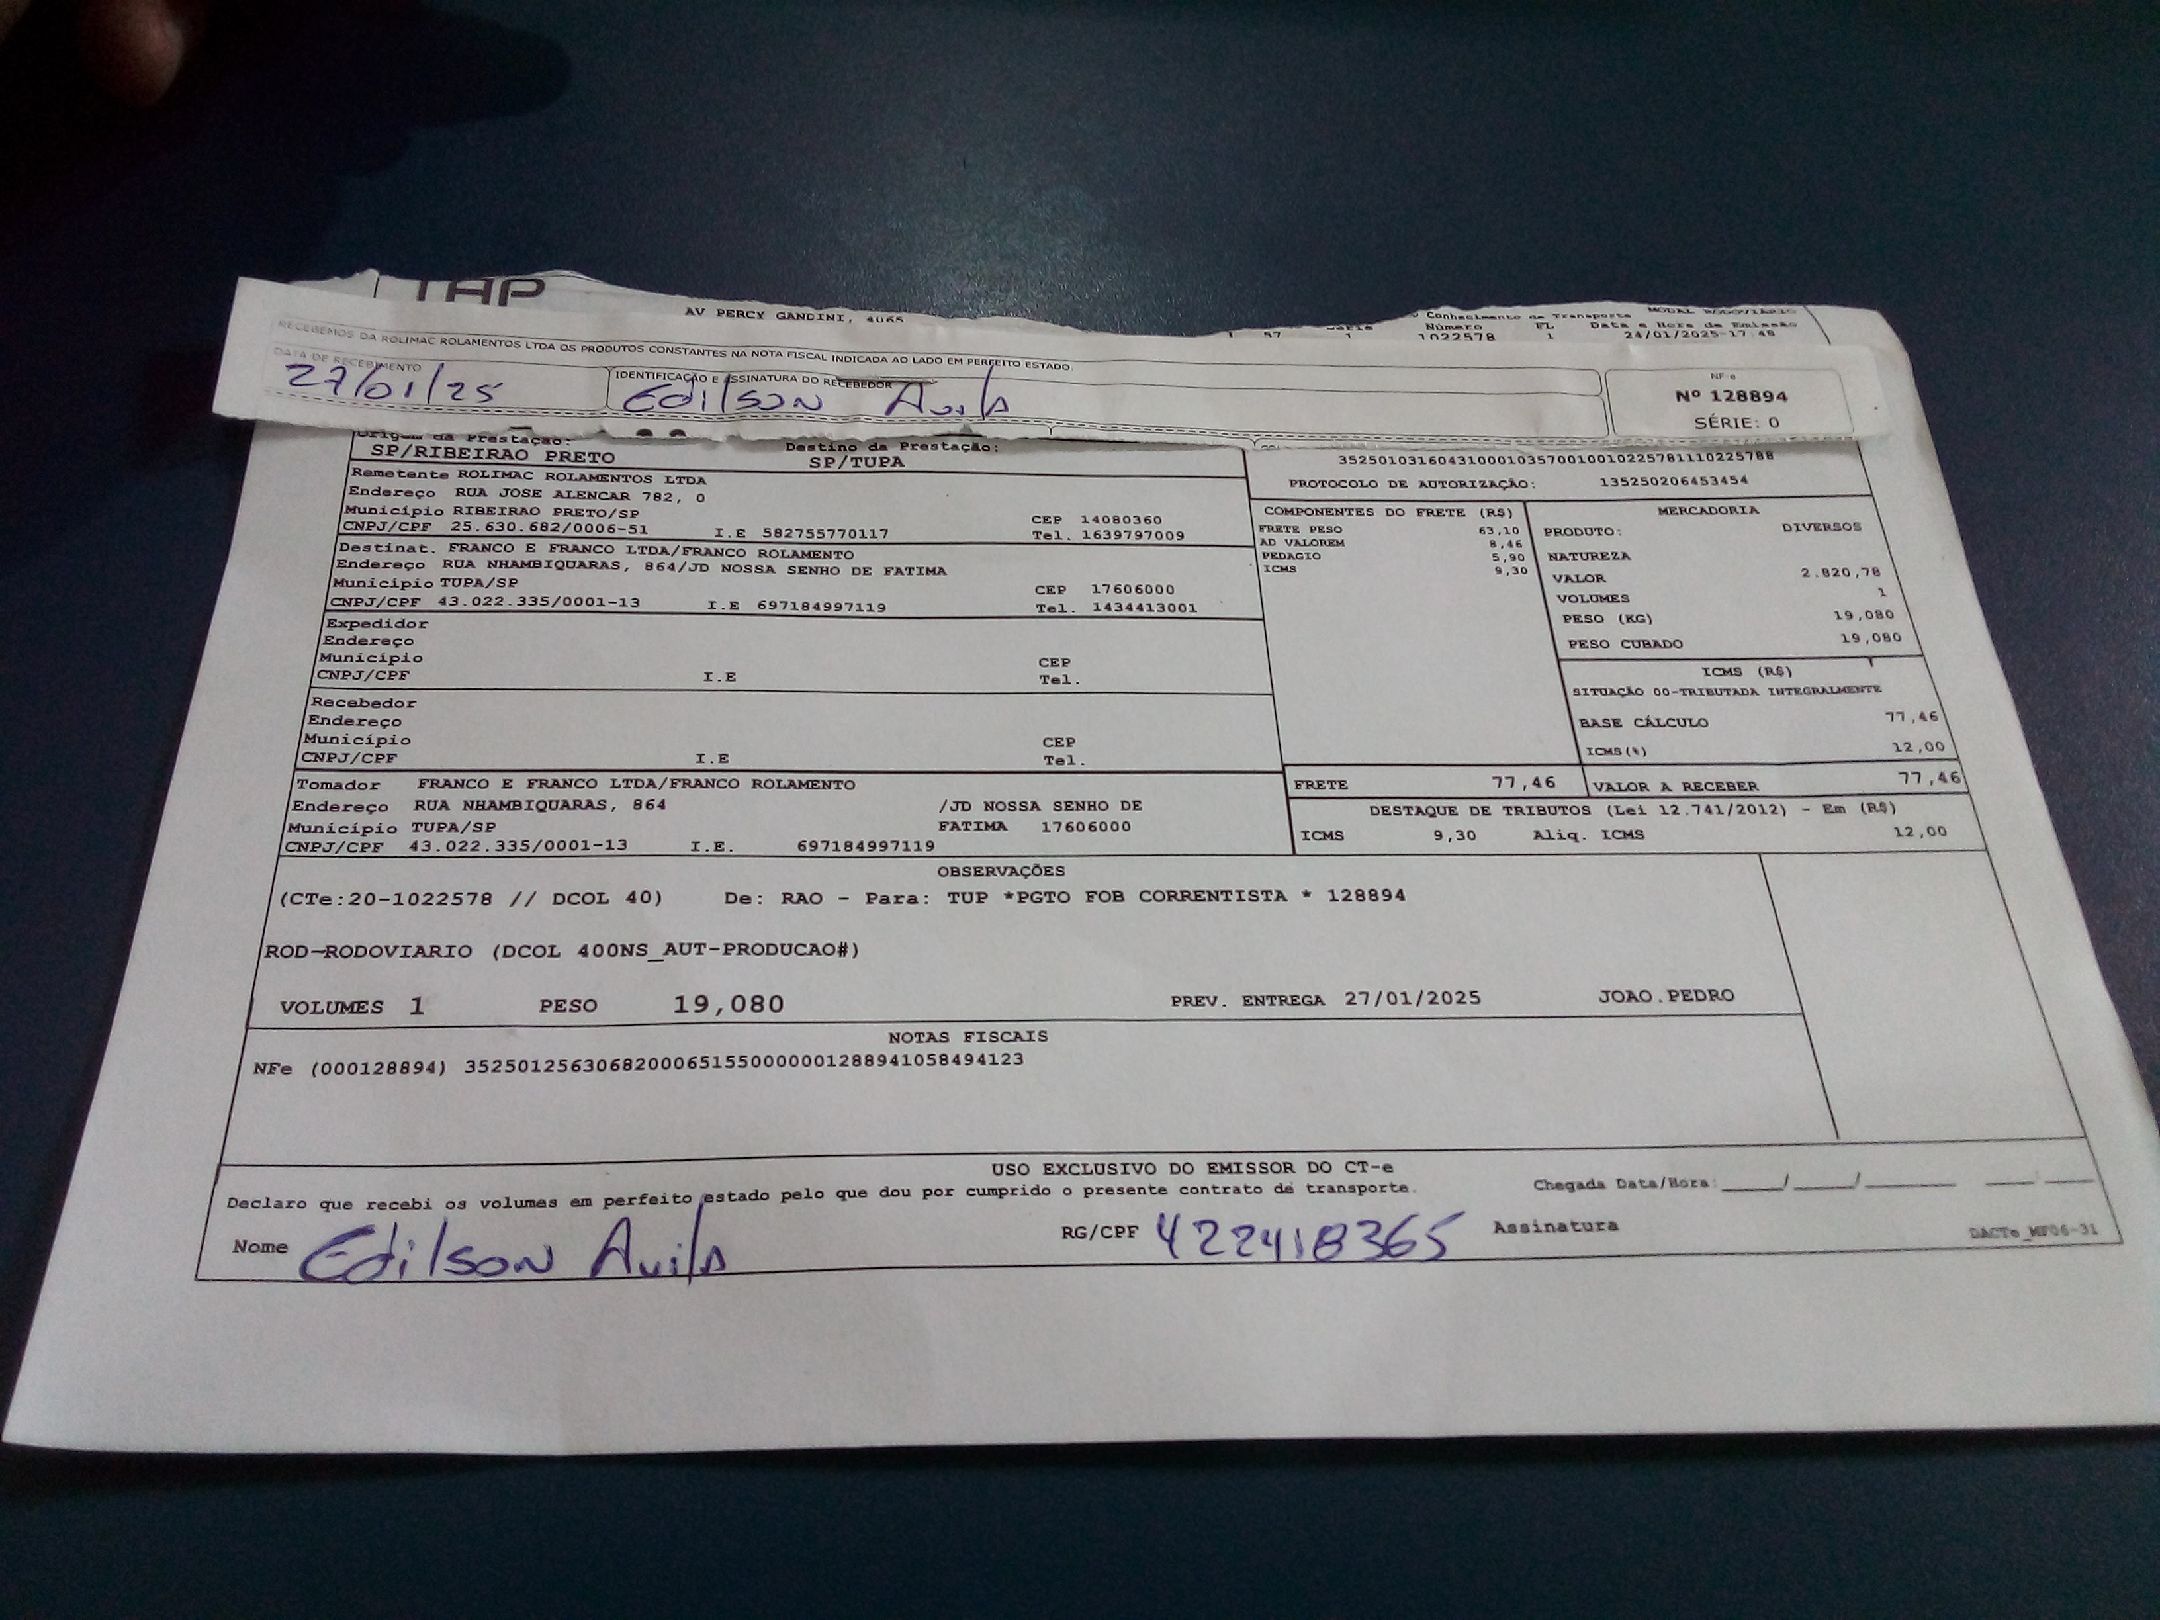 TAP
AV PERCY GANDINI, 4065
Conhecimento de Transporte MODAL RODOVIÁRIO
Número FL Data e Hora de Emissão
57 1 1022578 1 24/01/2025-17:48
RECEBEMOS DA ROLIMAC ROLAMENTOS LTDA OS PRODUTOS CONSTANTES NA NOTA FISCAL INDICADA AO LADO EM PERFEITO ESTADO.
DATA DE RECEBIMENTO
27/01/25
IDENTIFICAÇÃO E ASSINATURA DO RECEBEDOR
Edilson Avila
NF-e
Nº 128894
SÉRIE: 0
Origem da Prestação:
SP/RIBEIRAO PRETO
Destino da Prestação:
SP/TUPA
35250103160431000103570010010225781110225788
PROTOCOLO DE AUTORIZAÇÃO: 135250206453454
Remetente ROLIMAC ROLAMENTOS LTDA
Endereço RUA JOSE ALENCAR 782, 0
Município RIBEIRAO PRETO/SP CEP 14080360
CNPJ/CPF 25.630.682/0006-51 I.E 582755770117 Tel. 1639797009
Destinat. FRANCO E FRANCO LTDA/FRANCO ROLAMENTO
Endereço RUA NHAMBIQUARAS, 864/JD NOSSA SENHO DE FATIMA
Município TUPA/SP CEP 17606000
CNPJ/CPF 43.022.335/0001-13 I.E 697184997119 Tel. 1434413001
Expedidor
Endereço
Município CEP
CNPJ/CPF I.E Tel.
Recebedor
Endereço
Município CEP
CNPJ/CPF I.E Tel.
Tomador FRANCO E FRANCO LTDA/FRANCO ROLAMENTO
Endereço RUA NHAMBIQUARAS, 864 /JD NOSSA SENHO DE
Município TUPA/SP FATIMA 17606000
CNPJ/CPF 43.022.335/0001-13 I.E. 697184997119
COMPONENTES DO FRETE (R$)
FRETE PESO 63,10
AD VALOREM 8,46
PEDAGIO 5,90
ICMS 9,30
MERCADORIA
PRODUTO: DIVERSOS
NATUREZA
VALOR 2.820,78
VOLUMES 1
PESO (KG) 19,080
PESO CUBADO 19,080
ICMS (R$)
SITUAÇÃO 00-TRIBUTADA INTEGRALMENTE
BASE CÁLCULO 77,46
ICMS(%) 12,00
FRETE 77,46
VALOR A RECEBER 77,46
DESTAQUE DE TRIBUTOS (Lei 12.741/2012) - Em (R$)
ICMS 9,30 Aliq. ICMS 12,00
OBSERVAÇÕES
(CTe:20-1022578 // DCOL 40) De: RAO - Para: TUP *PGTO FOB CORRENTISTA * 128894
ROD-RODOVIARIO (DCOL 400NS_AUT-PRODUCAO#)
VOLUMES 1 PESO 19,080 PREV. ENTREGA 27/01/2025 JOAO.PEDRO
NOTAS FISCAIS
NFe (000128894) 35250125630682000651550000001288941058494123
USO EXCLUSIVO DO EMISSOR DO CT-e
Declaro que recebi os volumes em perfeito estado pelo que dou por cumprido o presente contrato de transporte. Chegada Data/Hora: ____/____/______ ____:____
Nome Edilson Avila RG/CPF 422418365 Assinatura
DACTe_MF06-31